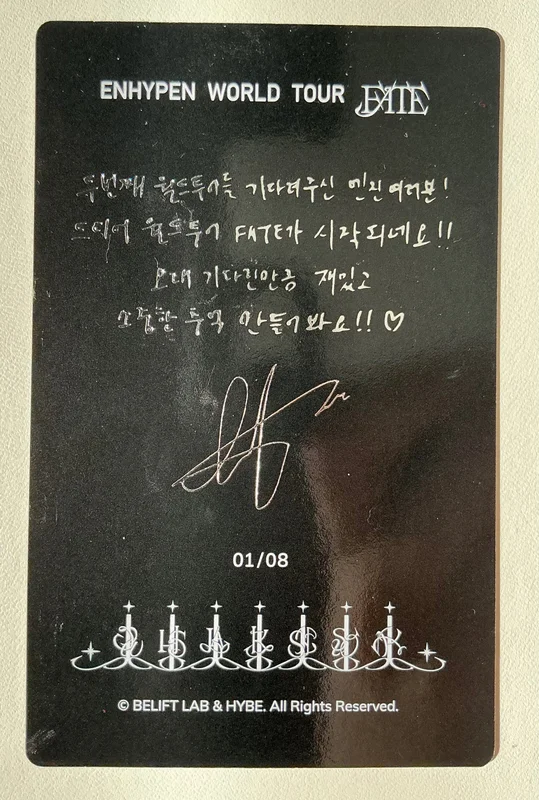 ENHYPEN WORLD TOUR FATE
두번째 월드투어를 기다려주신 엔진 여러분!
드디어 월드투어 FATE가 시작되네요!!
오래 기다린만큼 재밌고
소중한 추억 만들어봐요!! ♡
01/08
© BELIFT LAB & HYBE. All Rights Reserved.